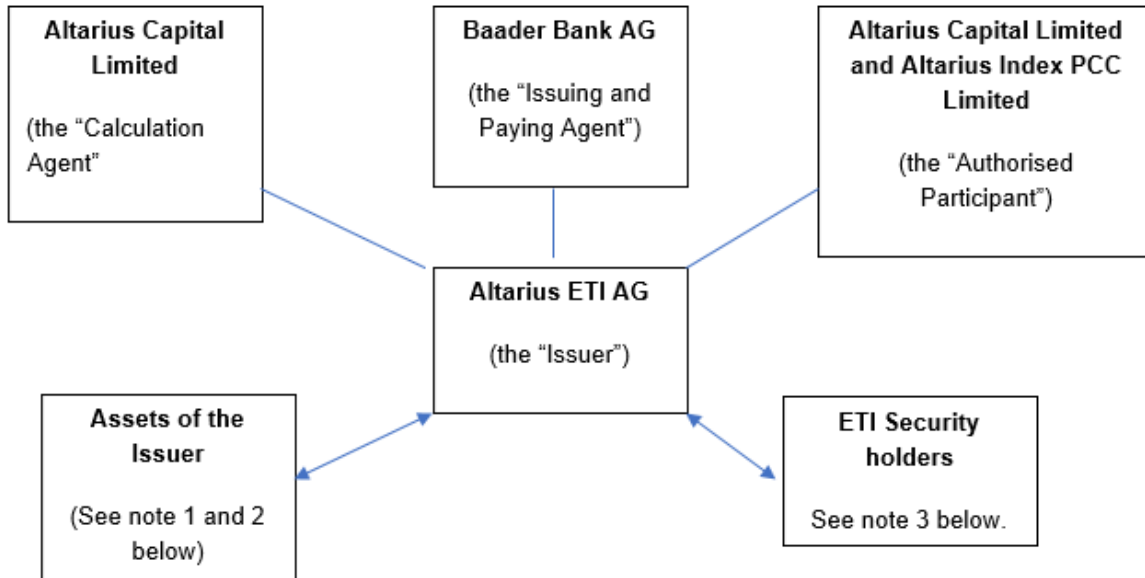 Altarius Capital
Limited
(the “Calculation
Agent”
Baader Bank AG
(the “Issuing and
Paying Agent”)
Altarius Capital Limited
and Altarius Index PCC
Limited
(the “Authorised
Participant”)
Altarius ETI AG
(the “Issuer”)
Assets of the
Issuer
(See note 1 and 2
below)
ETI Security
holders
See note 3 below.